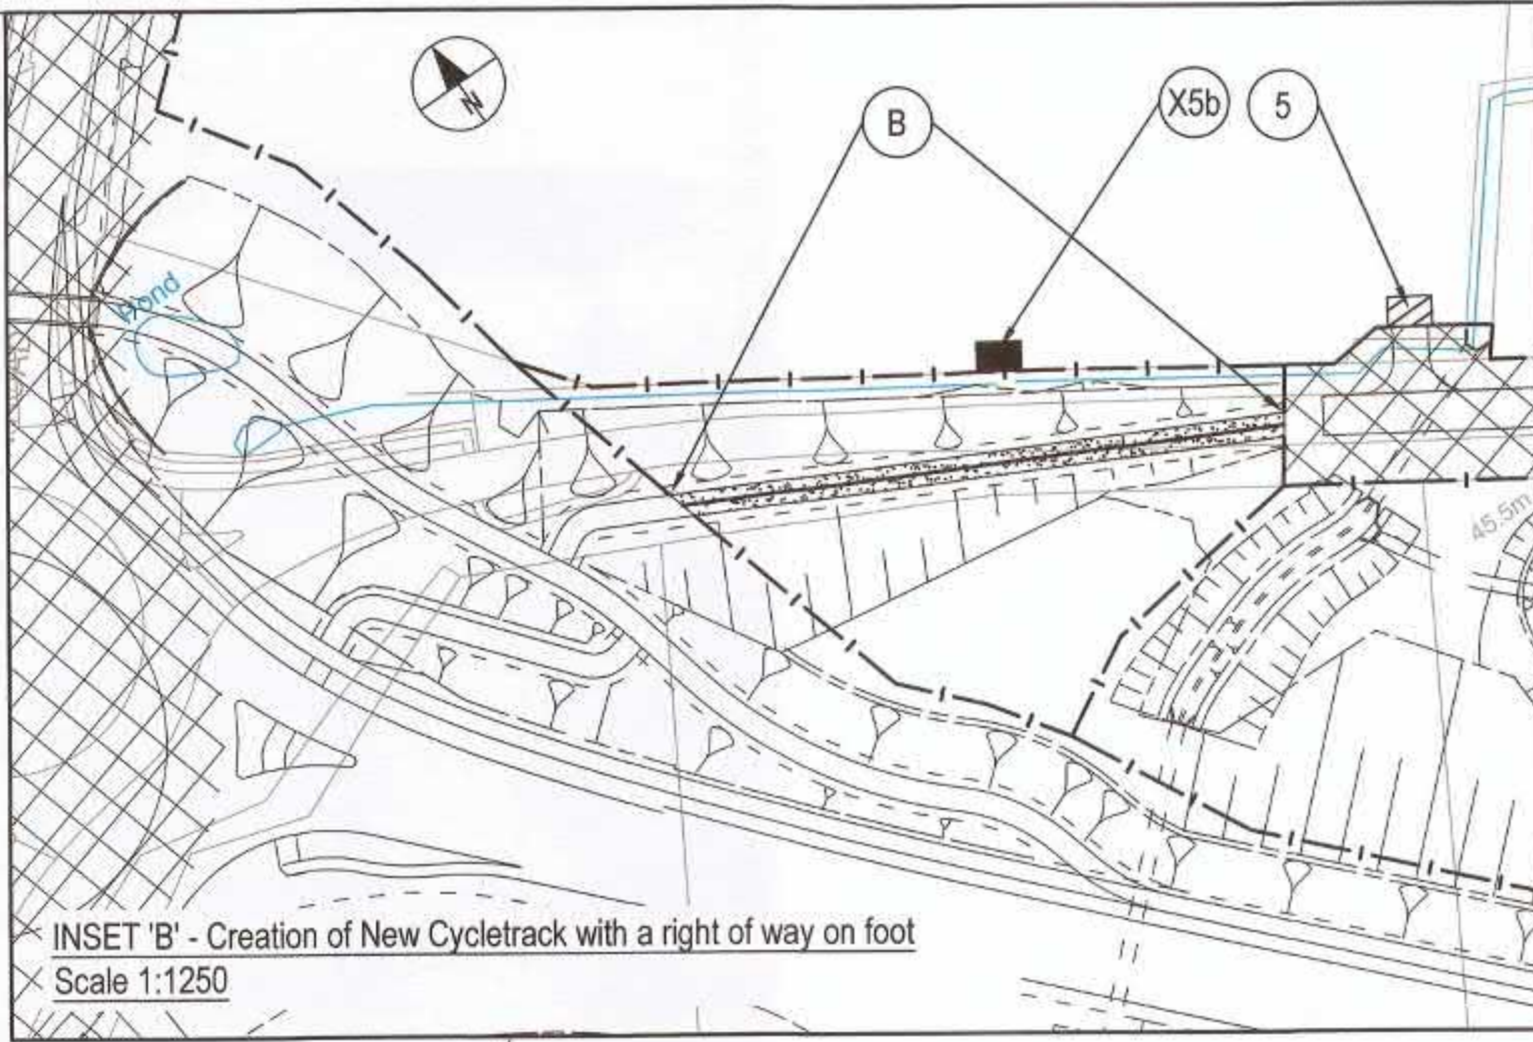 N
B
X5b
5
Pond
45.5m
INSET 'B' - Creation of New Cycletrack with a right of way on foot
Scale 1:1250